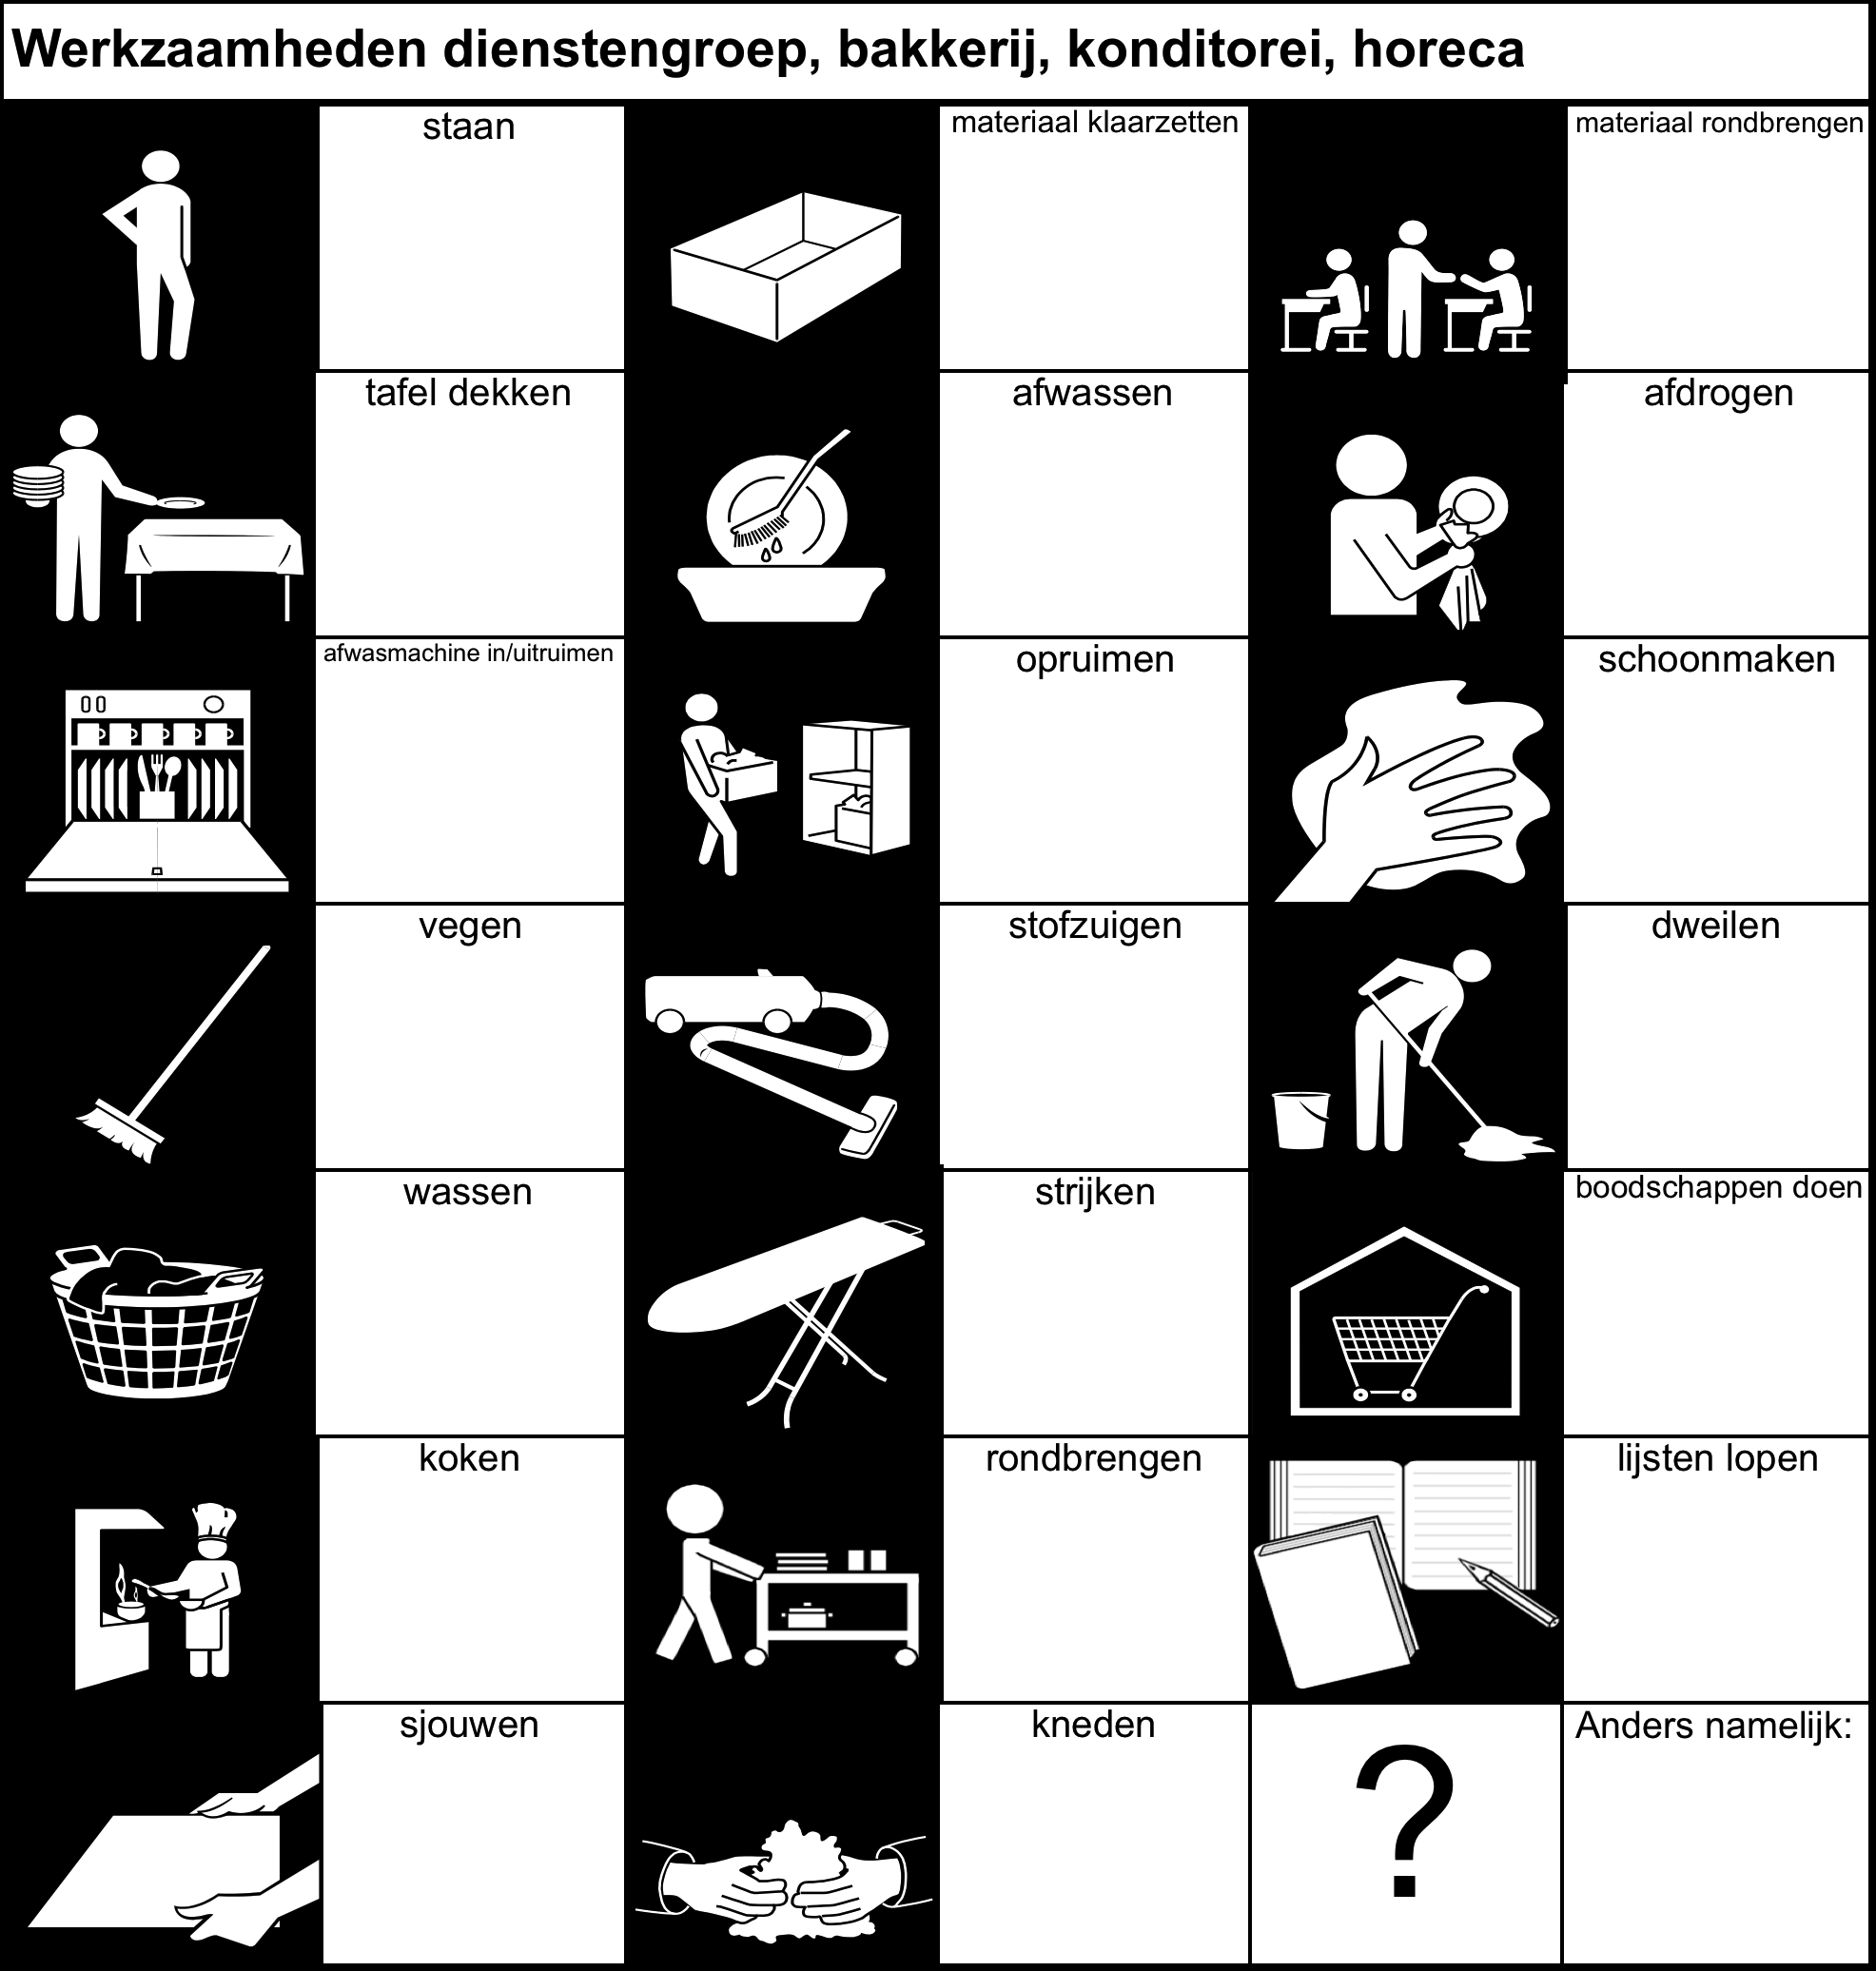 Werkzaamheden dienstengroep, bakkerij, konditorei, horeca
staan
materiaal klaarzetten
materiaal rondbrengen
tafel dekken
afwassen
afdrogen
afwasmachine in/uitruimen
opruimen
schoonmaken
vegen
stofzuigen
dweilen
wassen
strijken
boodschappen doen
koken
rondbrengen
lijsten lopen
sjouwen
kneden
?
Anders namelijk: